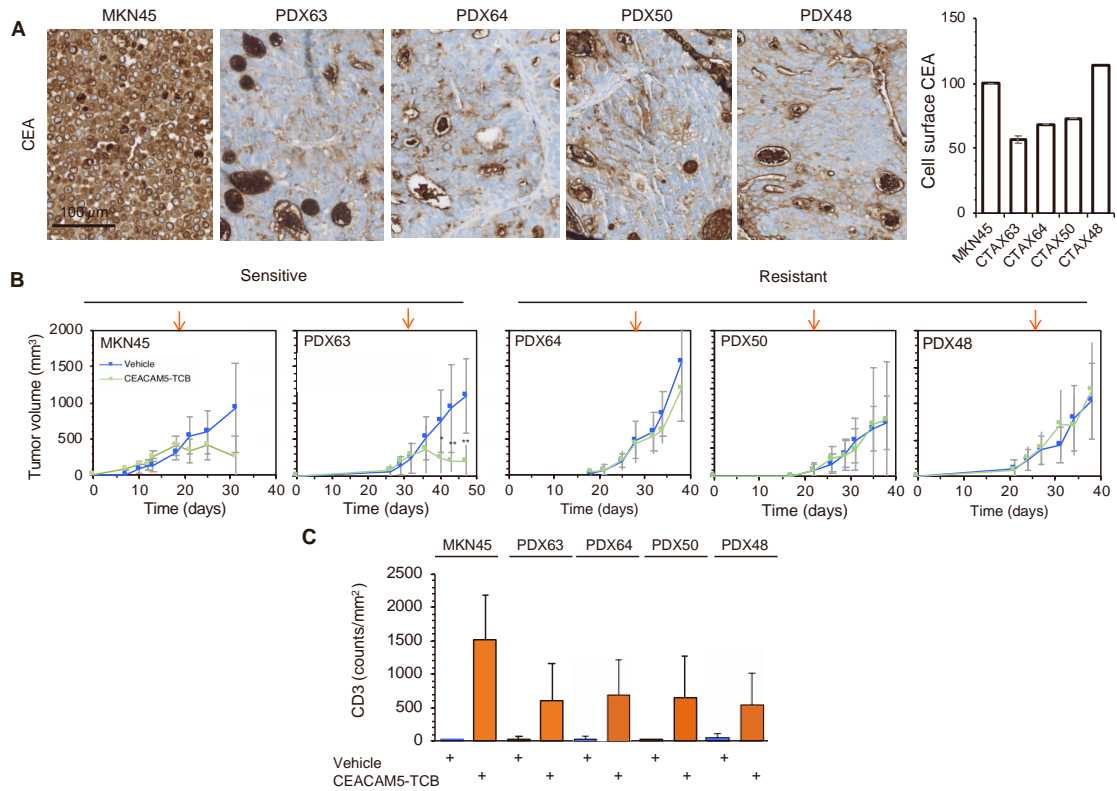 A
MKN45 PDX63 PDX64 PDX50 PDX48
CEA
100 µm
Cell surface CEA
150
100
50
0
MKN45 CTAX63 CTAX64 CTAX50 CTAX48
B
Sensitive Resistant
Tumor volume (mm³)
2000
1500
1000
500
0
MKN45 PDX63 PDX64 PDX50 PDX48
Vehicle
CEACAM5-TCB
* ** **
0 10 20 30 40 0 10 20 30 40 50 0 10 20 30 40 0 10 20 30 40 0 10 20 30 40
Time (days) Time (days) Time (days) Time (days) Time (days)
C
MKN45 PDX63 PDX64 PDX50 PDX48
CD3 (counts/mm²)
2500
2000
1500
1000
500
0
Vehicle + + + + +
CEACAM5-TCB + + + + +